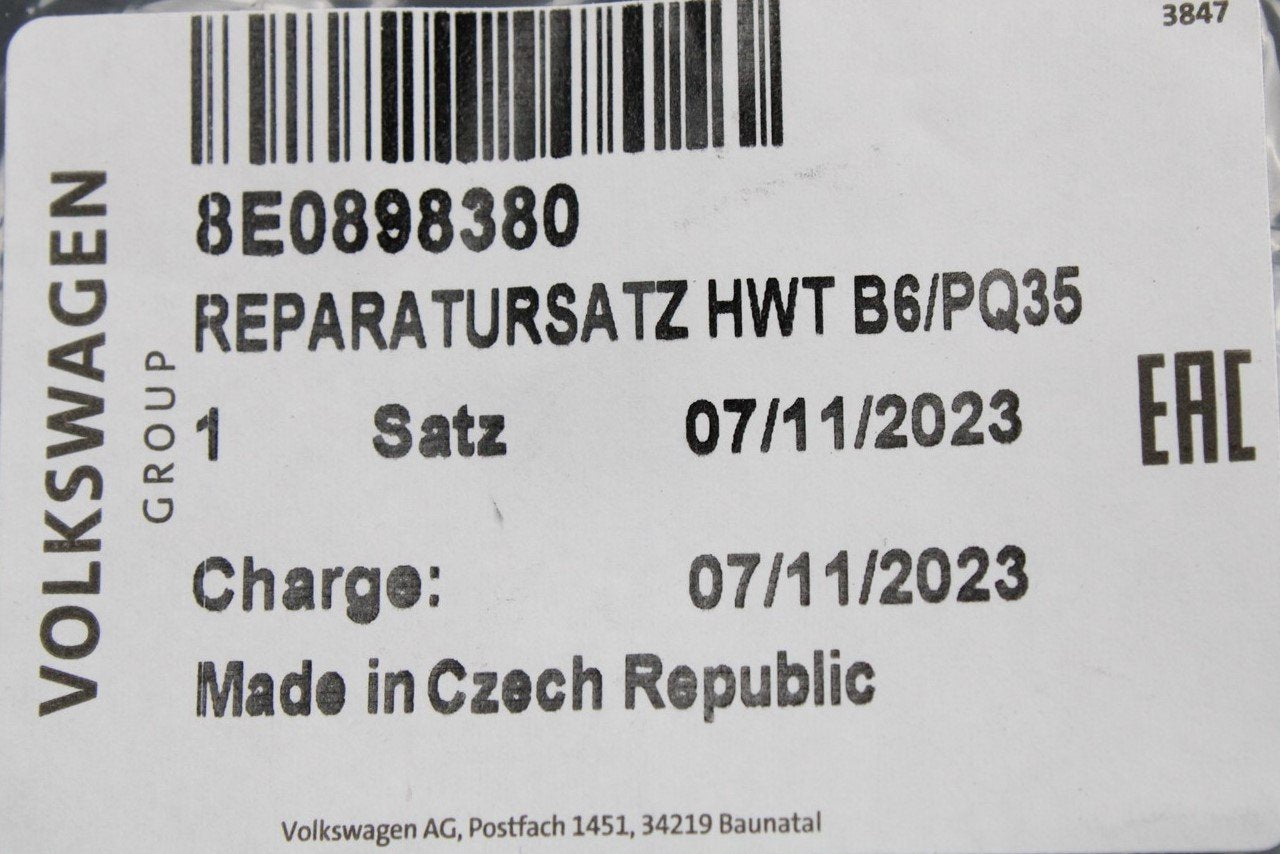 3847
8E0898380
REPARATURSATZ HWT B6/PQ35
1 Satz 07/11/2023
EAC
Charge: 07/11/2023
Made in Czech Republic
VOLKSWAGEN
GROUP
Volkswagen AG, Postfach 1451, 34219 Baunatal